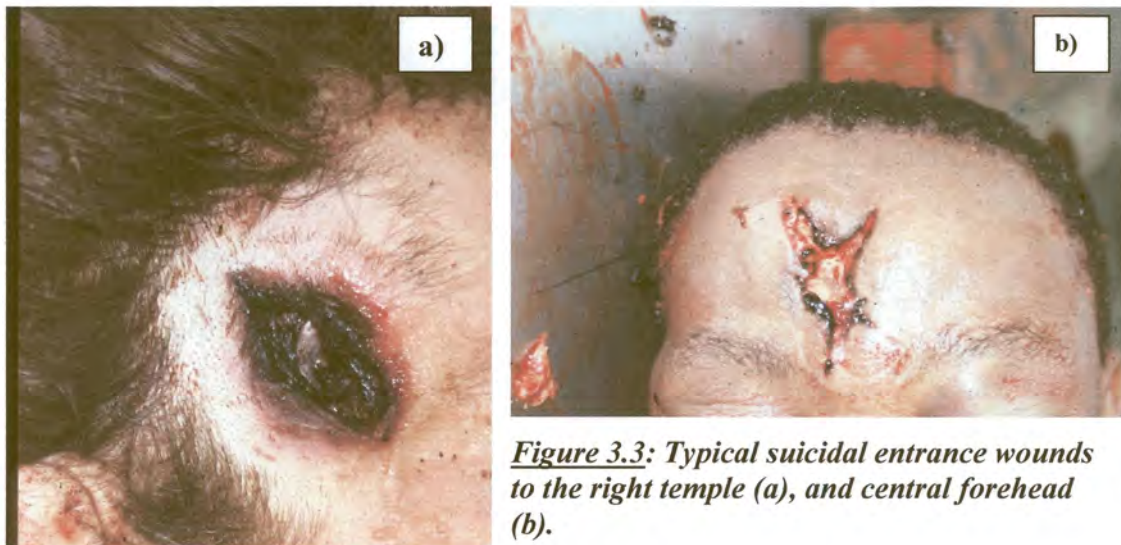 a)
b)
Figure 3.3: Typical suicidal entrance wounds
to the right temple (a), and central forehead
(b).